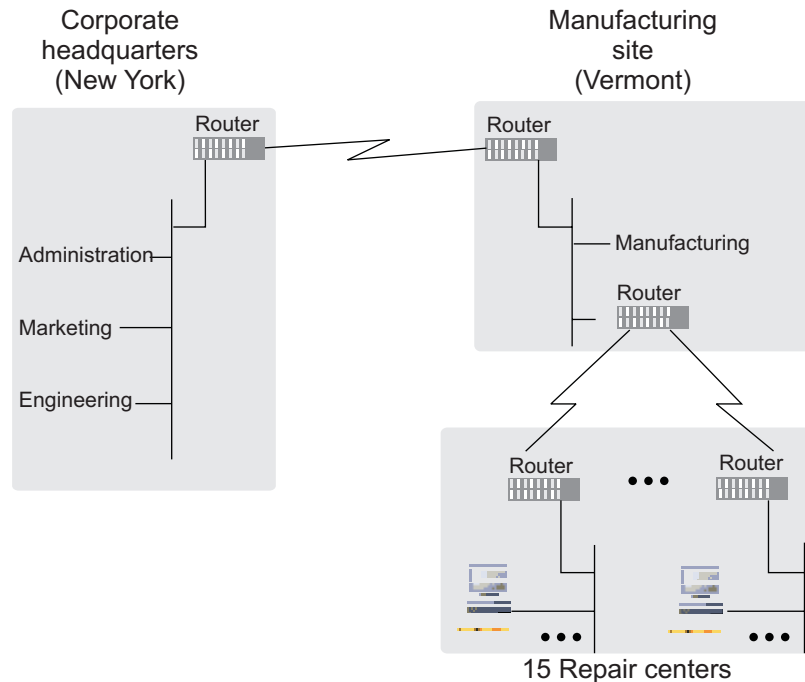 Corporate
headquarters
(New York)
Manufacturing
site
(Vermont)
Router
Router
Administration
Marketing
Engineering
Manufacturing
Router
Router
Router
15 Repair centers